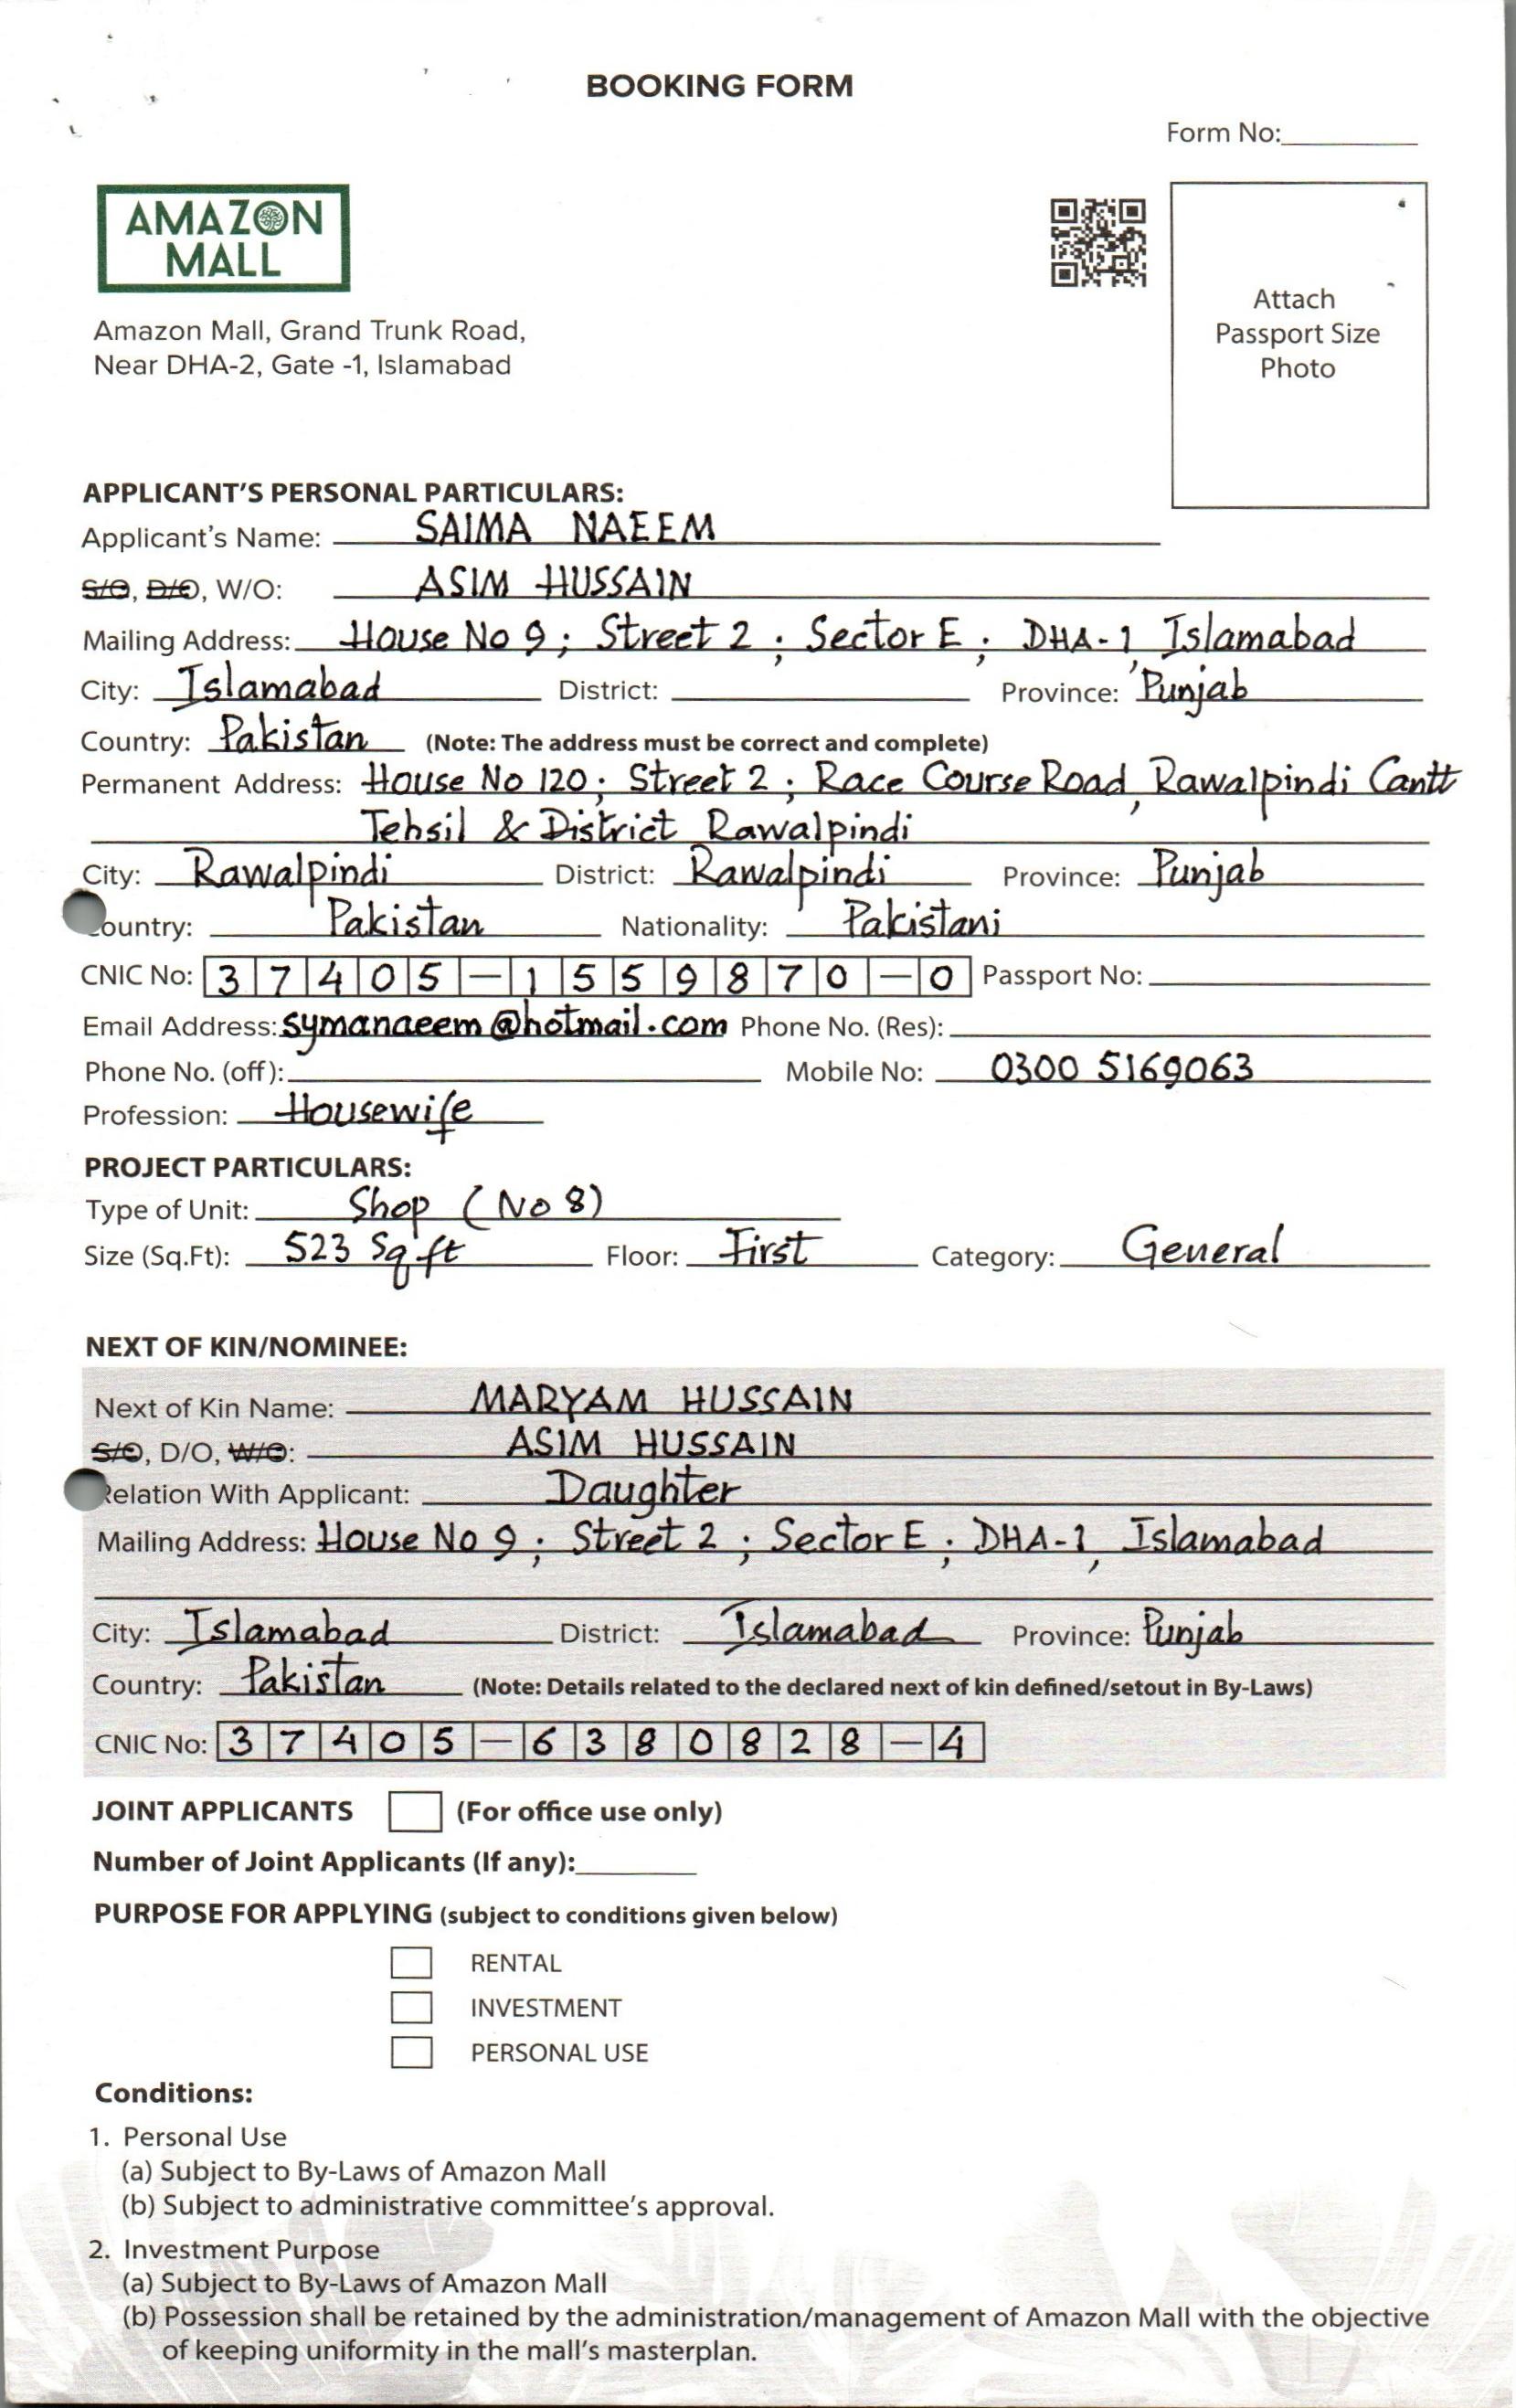 BOOKING FORM
Form No:
AMAZON
MALL
Attach
Passport Size
Photo
Amazon Mall, Grand Trunk Road,
Near DHA-2, Gate -1, Islamabad
APPLICANT'S PERSONAL PARTICULARS:
Applicant's Name: SAIMA NAEEM
S/O, D/O, W/O: ASIM HUSSAIN
Mailing Address: House No 9; Street 2; Sector E; DHA-1, Islamabad
City: Islamabad District: Province: Punjab
Country: Pakistan (Note: The address must be correct and complete)
Permanent Address: House No 120; Street 2; Race Course Road, Rawalpindi Cantt
Tehsil & District Rawalpindi
City: Rawalpindi District: Rawalpindi Province: Punjab
ountry: Pakistan Nationality: Pakistani
CNIC No: 37405-1559870-0 Passport No:
Email Address: symanaeem@hotmail.com Phone No. (Res):
Phone No. (off): Mobile No: 0300 5169063
Profession: Housewife
PROJECT PARTICULARS:
Type of Unit: Shop (No 8)
Size (Sq.Ft): 523 Sq ft Floor: First Category: General
NEXT OF KIN/NOMINEE:
Next of Kin Name: MARYAM HUSSAIN
S/O, D/O, W/O: ASIM HUSSAIN
Relation With Applicant: Daughter
Mailing Address: House No 9; Street 2; Sector E; DHA-1, Islamabad
City: Islamabad District: Islamabad Province: Punjab
Country: Pakistan (Note: Details related to the declared next of kin defined/setout in By-Laws)
CNIC No: 37405-6380828-4
JOINT APPLICANTS (For office use only)
Number of Joint Applicants (If any):
PURPOSE FOR APPLYING (subject to conditions given below)
RENTAL
INVESTMENT
PERSONAL USE
Conditions:
1. Personal Use
(a) Subject to By-Laws of Amazon Mall
(b) Subject to administrative committee's approval.
2. Investment Purpose
(a) Subject to By-Laws of Amazon Mall
(b) Possession shall be retained by the administration/management of Amazon Mall with the objective
of keeping uniformity in the mall's masterplan.